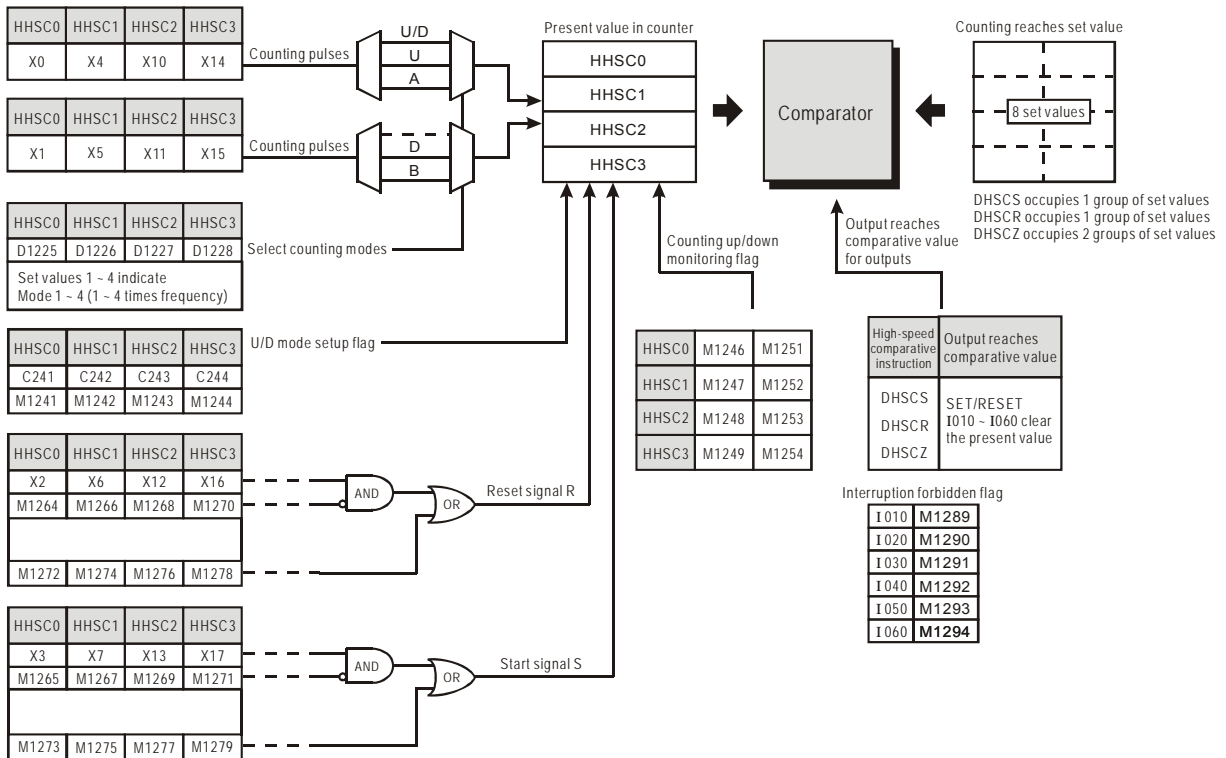 HHSC0 HHSC1 HHSC2 HHSC3
X0 X4 X10 X14
Counting pulses
U/D
U
A
HHSC0 HHSC1 HHSC2 HHSC3
X1 X5 X11 X15
Counting pulses
D
B
HHSC0 HHSC1 HHSC2 HHSC3
D1225 D1226 D1227 D1228
Set values 1 ~ 4 indicate
Mode 1 ~ 4 (1 ~ 4 times frequency)
Select counting modes
HHSC0 HHSC1 HHSC2 HHSC3
C241 C242 C243 C244
M1241 M1242 M1243 M1244
U/D mode setup flag
HHSC0 HHSC1 HHSC2 HHSC3
X2 X6 X12 X16
M1264 M1266 M1268 M1270
M1272 M1274 M1276 M1278
AND
OR
Reset signal R
HHSC0 HHSC1 HHSC2 HHSC3
X3 X7 X13 X17
M1265 M1267 M1269 M1271
M1273 M1275 M1277 M1279
AND
OR
Start signal S
Present value in counter
HHSC0
HHSC1
HHSC2
HHSC3
Comparator
Counting reaches set value
8 set values
DHSCS occupies 1 group of set values
DHSCR occupies 1 group of set values
DHSCZ occupies 2 groups of set values
Counting up/down
monitoring flag
HHSC0 M1246 M1251
HHSC1 M1247 M1252
HHSC2 M1248 M1253
HHSC3 M1249 M1254
Output reaches
comparative value
for outputs
High-speed
comparative
instruction
Output reaches
comparative value
DHSCS
DHSCR
DHSCZ
SET/RESET
I010 ~ I060 clear
the present value
Interruption forbidden flag
I010 M1289
I020 M1290
I030 M1291
I040 M1292
I050 M1293
I060 M1294